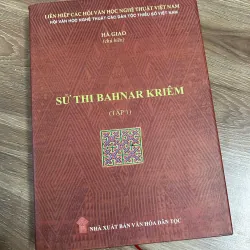 LIÊN HIỆP CÁC HỘI VĂN HỌC NGHỆ THUẬT VIỆT NAM
HỘI VĂN HỌC NGHỆ THUẬT CÁC DÂN TỘC THIỂU SỐ VIỆT NAM
HÀ GIAO
(chủ biên)
SỬ THI BAHNAR KRIÊM
(TẬP 1)
NHÀ XUẤT BẢN VĂN HÓA DÂN TỘC